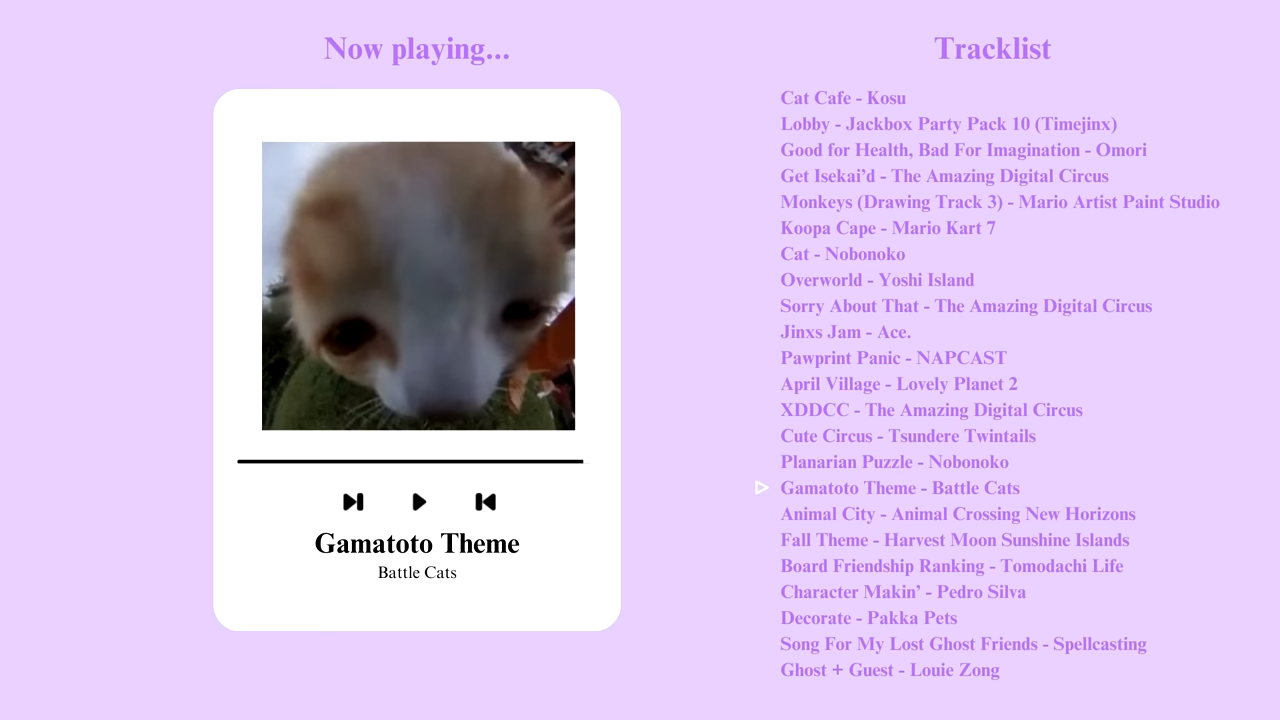 Now playing...
Gamatoto Theme
Battle Cats
Tracklist
Cat Cafe - Kosu
Lobby - Jackbox Party Pack 10 (Timejinx)
Good for Health, Bad For Imagination - Omori
Get Isekai’d - The Amazing Digital Circus
Monkeys (Drawing Track 3) - Mario Artist Paint Studio
Koopa Cape - Mario Kart 7
Cat - Nobonoko
Overworld - Yoshi Island
Sorry About That - The Amazing Digital Circus
Jinxs Jam - Ace.
Pawprint Panic - NAPCAST
April Village - Lovely Planet 2
XDDCC - The Amazing Digital Circus
Cute Circus - Tsundere Twintails
Planarian Puzzle - Nobonoko
Gamatoto Theme - Battle Cats
Animal City - Animal Crossing New Horizons
Fall Theme - Harvest Moon Sunshine Islands
Board Friendship Ranking - Tomodachi Life
Character Makin’ - Pedro Silva
Decorate - Pakka Pets
Song For My Lost Ghost Friends - Spellcasting
Ghost + Guest - Louie Zong